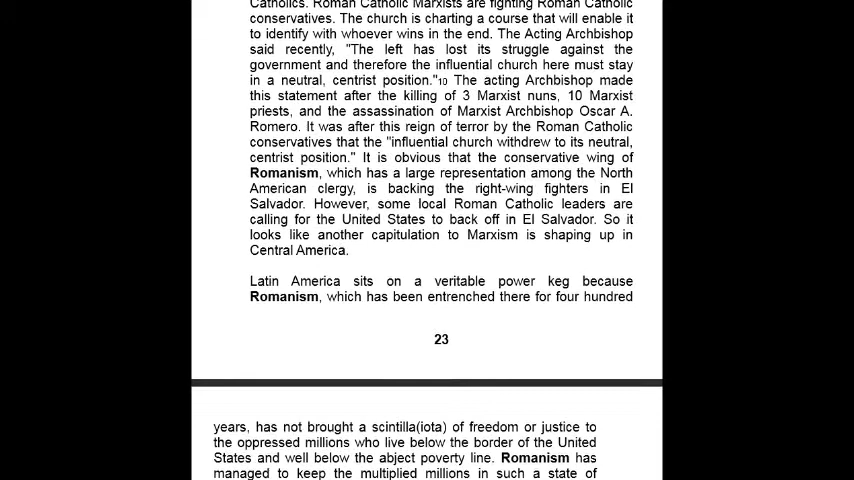 Catholics. Roman Catholic Marxists are fighting Roman Catholic
conservatives. The church is charting a course that will enable it
to identify with whoever wins in the end. The Acting Archbishop
said recently, "The left has lost its struggle against the
government and therefore the influential church here must stay
in a neutral, centrist position."10 The acting Archbishop made
this statement after the killing of 3 Marxist nuns, 10 Marxist
priests, and the assassination of Marxist Archbishop Oscar A.
Romero. It was after this reign of terror by the Roman Catholic
conservatives that the "influential church withdrew to its neutral,
centrist position." It is obvious that the conservative wing of
Romanism, which has a large representation among the North
American clergy, is backing the right-wing fighters in El
Salvador. However, some local Roman Catholic leaders are
calling for the United States to back off in El Salvador. So it
looks like another capitulation to Marxism is shaping up in
Central America.
Latin America sits on a veritable power keg because
Romanism, which has been entrenched there for four hundred
23
years, has not brought a scintilla(iota) of freedom or justice to
the oppressed millions who live below the border of the United
States and well below the abject poverty line. Romanism has
managed to keep the multiplied millions in such a state of